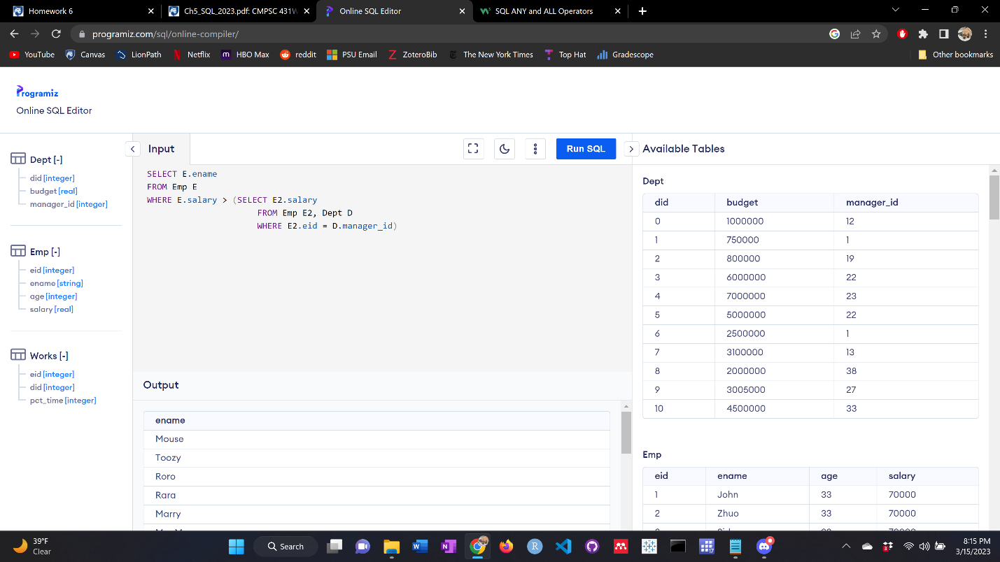 Homework 6
Ch5_SQL_2023.pdf: CMPSC 431W
Online SQL Editor
SQL ANY and ALL Operators
programiz.com/sql/online-compiler/
YouTube Canvas LionPath Netflix HBO Max reddit PSU Email ZoteroBib The New York Times Top Hat Gradescope Other bookmarks
Programiz
Online SQL Editor
Dept [-]
did [integer]
budget [real]
manager_id [integer]
Emp [-]
eid [integer]
ename [string]
age [integer]
salary [real]
Works [-]
eid [integer]
did [integer]
pct_time [integer]
Input
Run SQL
SELECT E.ename
FROM Emp E
WHERE E.salary > (SELECT E2.salary
FROM Emp E2, Dept D
WHERE E2.eid = D.manager_id)
Output
ename
Mouse
Toozy
Roro
Rara
Marry
Available Tables
Dept
did budget manager_id
0 1000000 12
1 750000 1
2 800000 19
3 6000000 22
4 7000000 23
5 5000000 22
6 2500000 1
7 3100000 13
8 2000000 38
9 3005000 27
10 4500000 33
Emp
eid ename age salary
1 John 33 70000
2 Zhuo 33 70000
39°F
Clear
Search
8:15 PM
3/15/2023